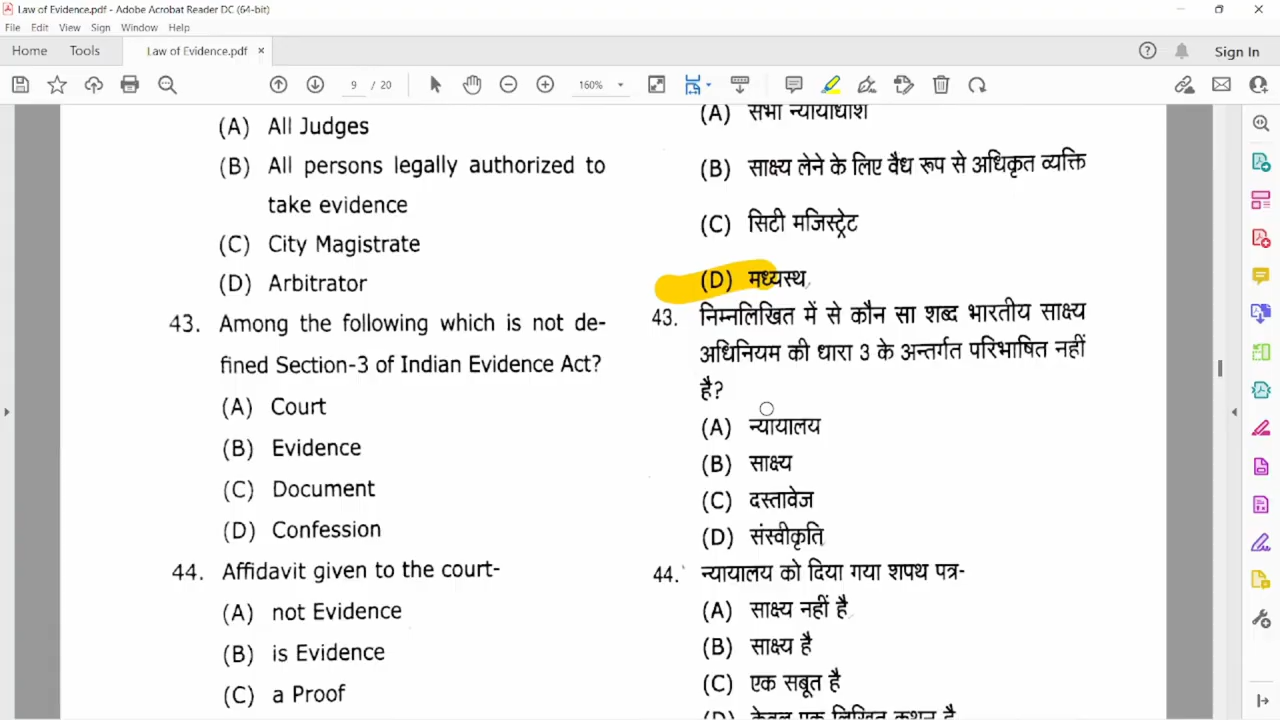 Law of Evidence.pdf - Adobe Acrobat Reader DC (64-bit)
File Edit View Sign Window Help
Home Tools Law of Evidence.pdf × Sign In
9 / 20 160%
(A) All Judges
(B) All persons legally authorized to
take evidence
(C) City Magistrate
(D) Arbitrator
43. Among the following which is not de-
fined Section-3 of Indian Evidence Act?
(A) Court
(B) Evidence
(C) Document
(D) Confession
44. Affidavit given to the court-
(A) not Evidence
(B) is Evidence
(C) a Proof
(A) सभी न्यायाधीश
(B) साक्ष्य लेने के लिए वैध रूप से अधिकृत व्यक्ति
(C) सिटी मजिस्ट्रेट
(D) मध्यस्थ
43. निम्नलिखित में से कौन सा शब्द भारतीय साक्ष्य
अधिनियम की धारा 3 के अन्तर्गत परिभाषित नहीं
है?
(A) न्यायालय
(B) साक्ष्य
(C) दस्तावेज
(D) संस्वीकृति
44. न्यायालय को दिया गया शपथ पत्र-
(A) साक्ष्य नहीं है
(B) साक्ष्य है
(C) एक सबूत है
(D) केवल एक लिखित कथन है